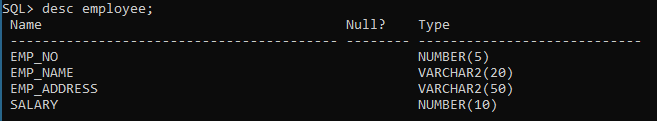 SQL> desc employee;
Name Null? Type
----------------------------------------- -------- ----------------------------
EMP_NO NUMBER(5)
EMP_NAME VARCHAR2(20)
EMP_ADDRESS VARCHAR2(50)
SALARY NUMBER(10)